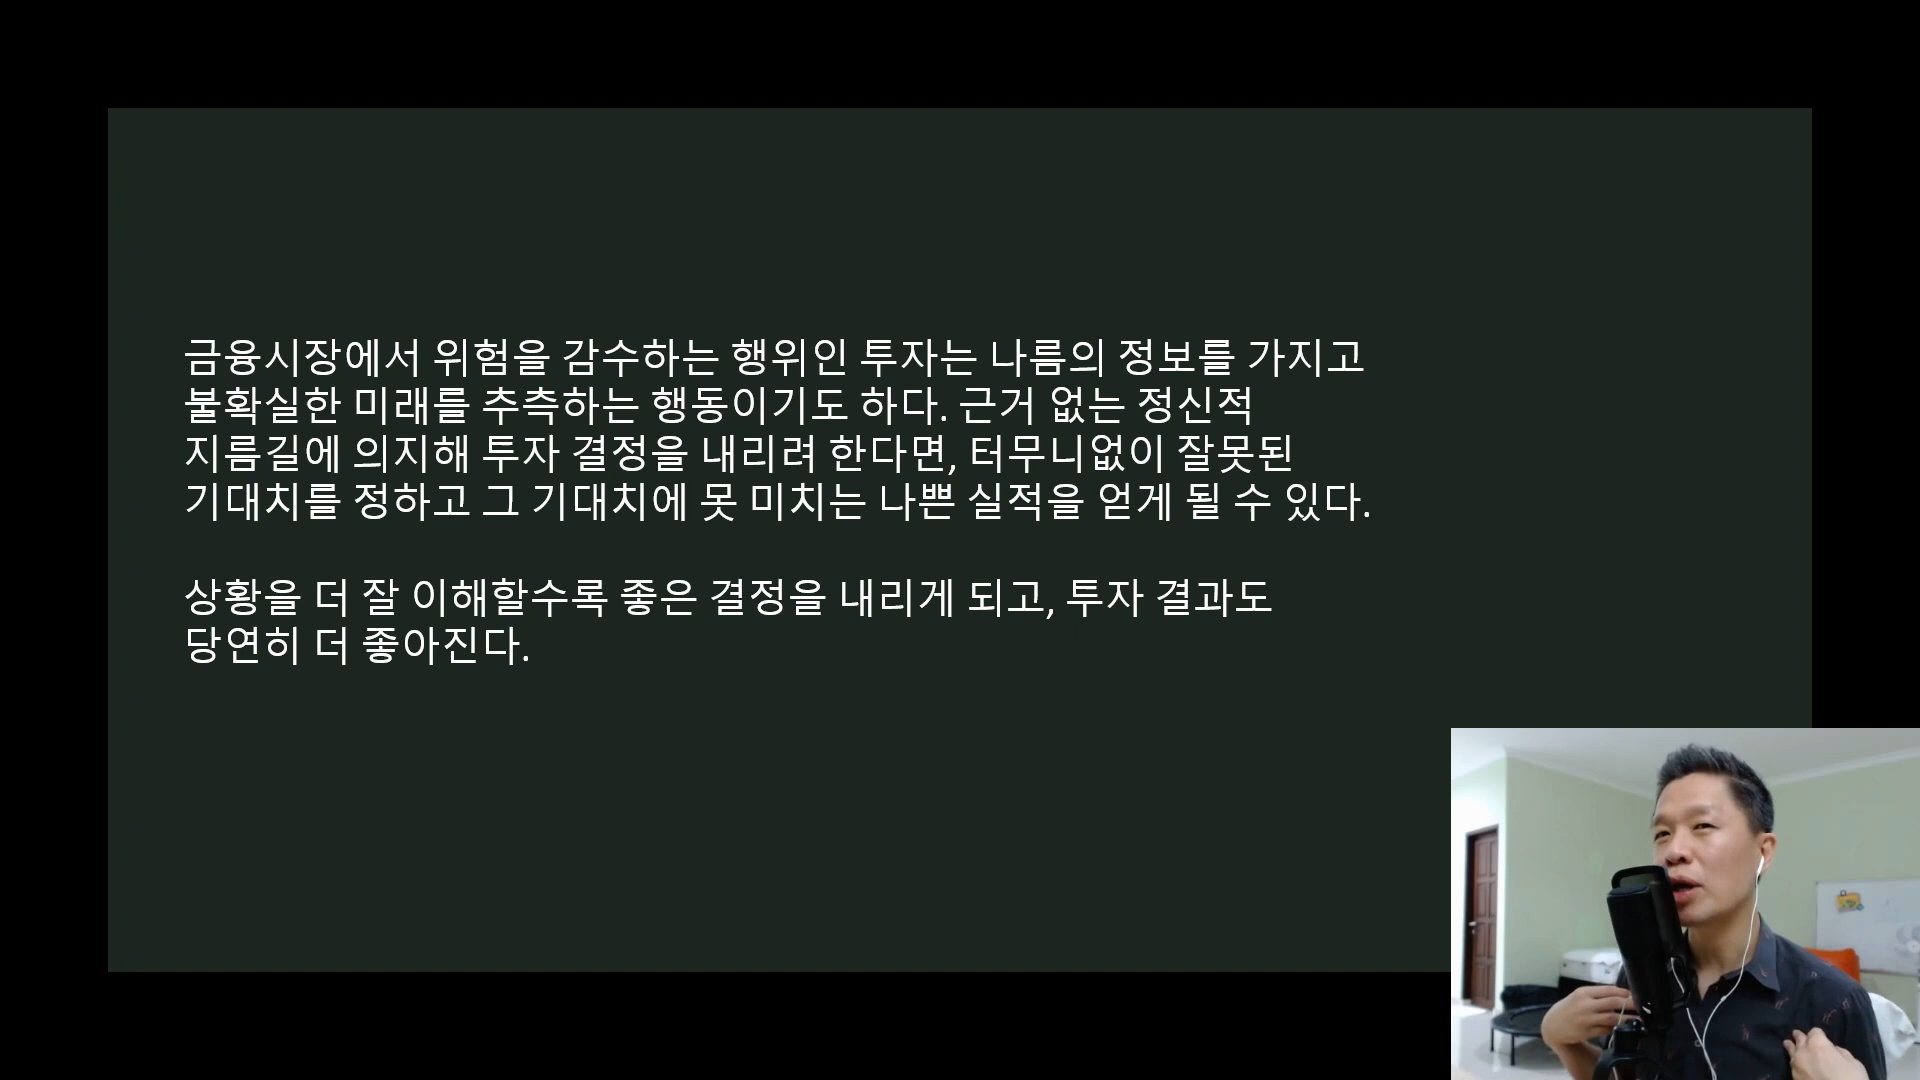 금융시장에서 위험을 감수하는 행위인 투자는 나름의 정보를 가지고
불확실한 미래를 추측하는 행동이기도 하다. 근거 없는 정신적
지름길에 의지해 투자 결정을 내리려 한다면, 터무니없이 잘못된
기대치를 정하고 그 기대치에 못 미치는 나쁜 실적을 얻게 될 수 있다.
상황을 더 잘 이해할수록 좋은 결정을 내리게 되고, 투자 결과도
당연히 더 좋아진다.